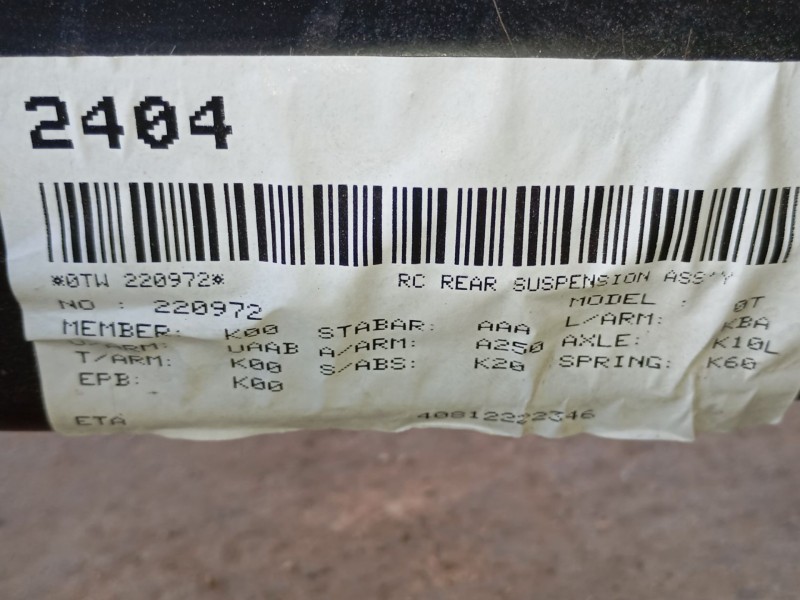 2404
*0TW 220972* RC REAR SUSPENSION ASS'Y
NO : 220972 MODEL : 0T
MEMBER: K00 STABAR: AAA L/ARM: KBA
U/ARM: UAAB A/ARM: A250 AXLE: K10L
T/ARM: K00 S/ABS: K20 SPRING: K60
EPB: K00
ETA 40812222346